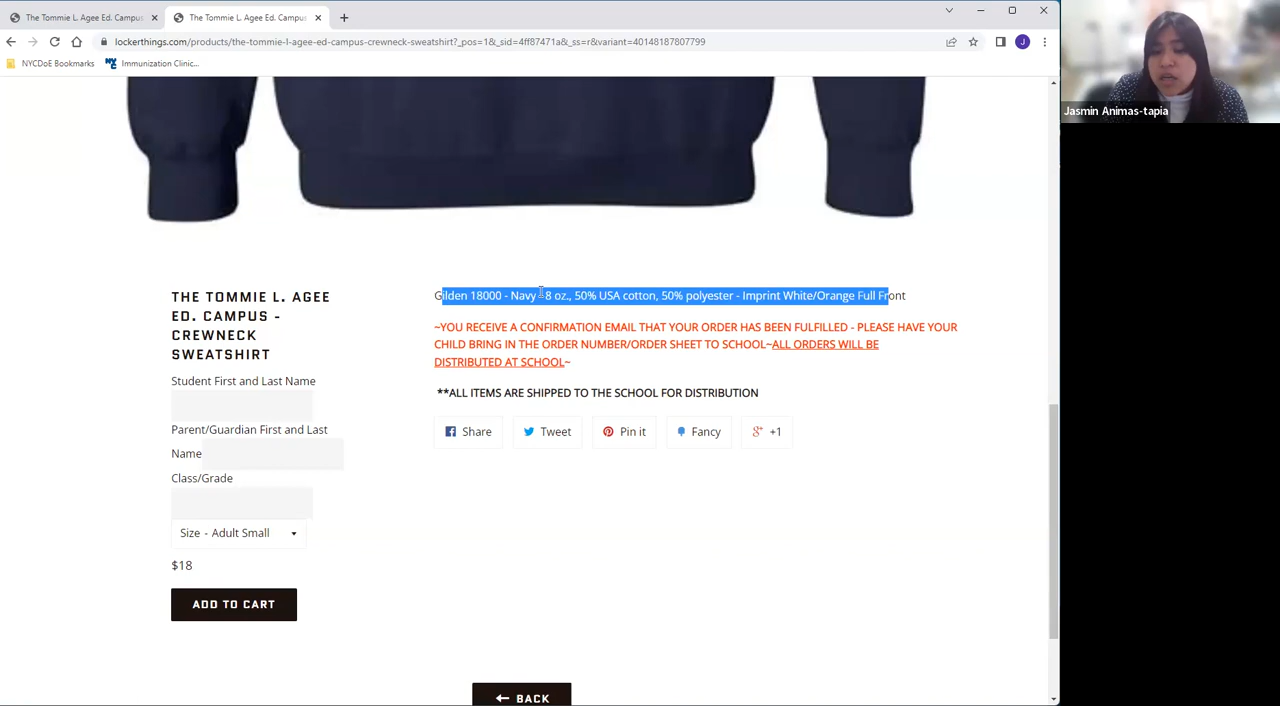 The Tommie L. Agee Ed. Campus
The Tommie L. Agee Ed. Campus
lockerthings.com/products/the-tommie-l-agee-ed-campus-crewneck-sweatshirt?_pos=1&_sid=4ff87471a&_ss=r&variant=40148187807799
J
NYCDoE Bookmarks
NYC
Immunization Clinic...
Jasmin Animas-tapia
THE TOMMIE L. AGEE
ED. CAMPUS -
CREWNECK
SWEATSHIRT
Student First and Last Name
Parent/Guardian First and Last
Name
Class/Grade
Size - Adult Small
$18
ADD TO CART
Gilden 18000 - Navy - 8 oz., 50% USA cotton, 50% polyester - Imprint White/Orange Full Front
~YOU RECEIVE A CONFIRMATION EMAIL THAT YOUR ORDER HAS BEEN FULFILLED - PLEASE HAVE YOUR
CHILD BRING IN THE ORDER NUMBER/ORDER SHEET TO SCHOOL~ALL ORDERS WILL BE
DISTRIBUTED AT SCHOOL~
**ALL ITEMS ARE SHIPPED TO THE SCHOOL FOR DISTRIBUTION
Share
Tweet
Pin it
Fancy
+1
← BACK